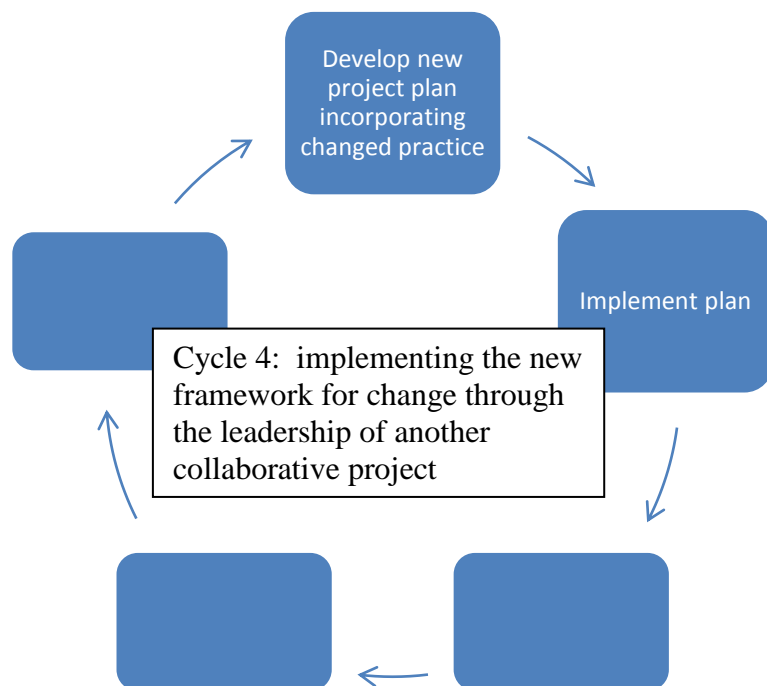 Develop new
project plan
incorporating
changed practice
Implement plan
Cycle 4:  implementing the new
framework for change through
the leadership of another
collaborative project